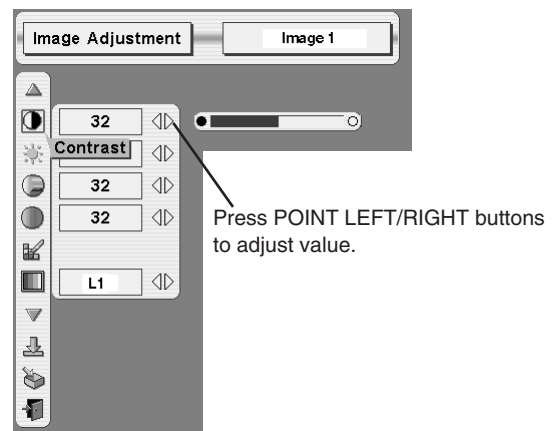 Image Adjustment Image 1
32
Contrast
32
32
Press POINT LEFT/RIGHT buttons
to adjust value.
L1